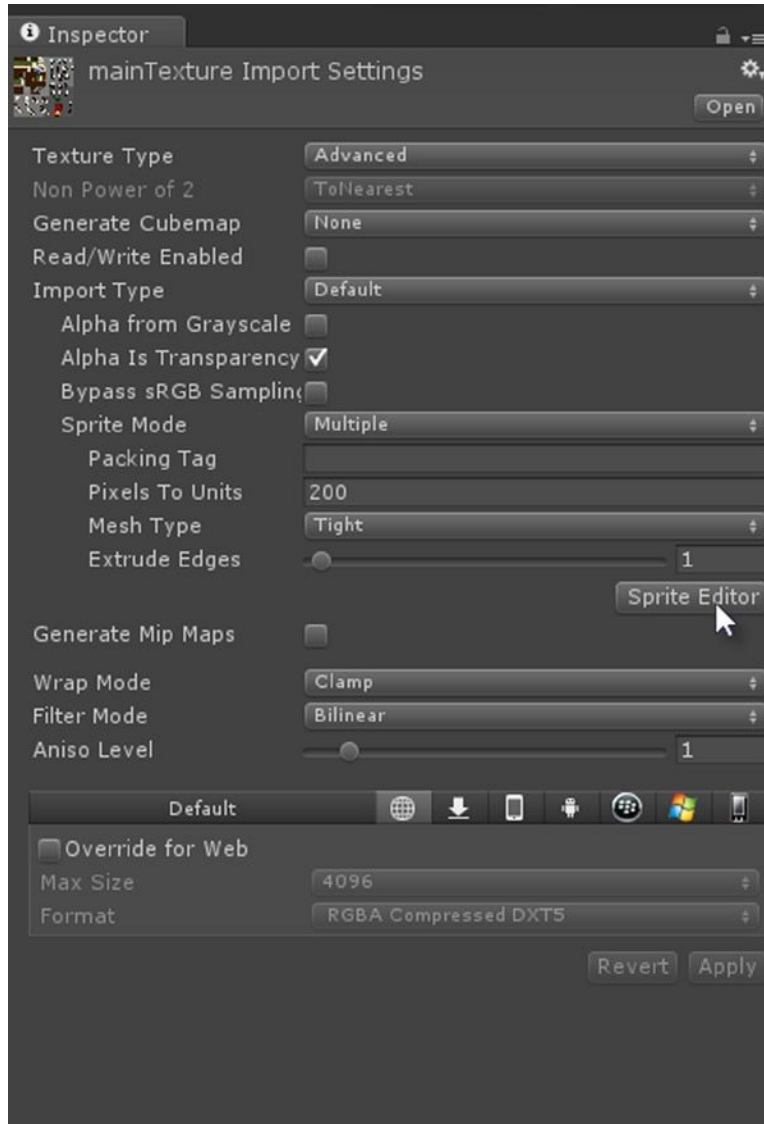 Inspector
mainTexture Import Settings
Open
Texture Type Advanced
Non Power of 2 ToNearest
Generate Cubemap None
Read/Write Enabled
Import Type Default
Alpha from Grayscale
Alpha Is Transparency
Bypass sRGB Sampling
Sprite Mode Multiple
Packing Tag
Pixels To Units 200
Mesh Type Tight
Extrude Edges 1
Sprite Editor
Generate Mip Maps
Wrap Mode Clamp
Filter Mode Bilinear
Aniso Level 1
Default
Override for Web
Max Size 4096
Format RGBA Compressed DXT5
Revert Apply